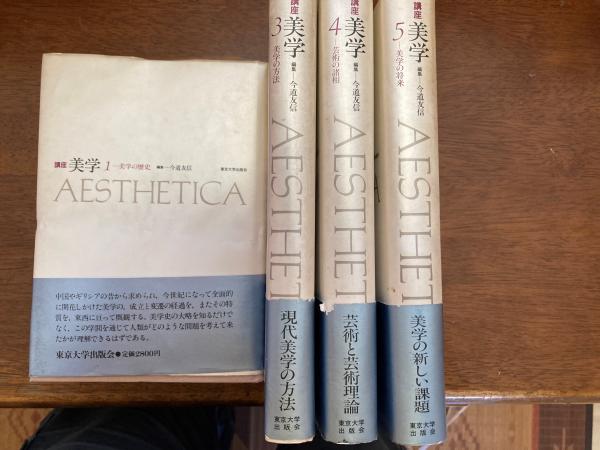 講座 美学 1—美学の歴史 編集—今道友信 東京大学出版会
AESTHETICA
中国やギリシアの昔から求められ、今世紀になって全面的
に開花しかけた美学の、成立と変遷の経過を、またその特
質を、東西に亘って概観する。美学史の大略を知るだけで
なく、この学問を通じて人類がどのような問題を考えて来
たかが理解できるはずである。
東京大学出版会●定価2800円
講座 美学
3—美学の方法
編集—今道友信
AESTHET
現代美学の方法
東京大学
出版会
講座 美学
4—芸術の諸相
編集—今道友信
AESTHET
芸術と芸術理論
東京大学
出版会
講座 美学
5—美学の将来
編集—今道友信
AESTHET
美学の新しい課題
東京大学
出版会